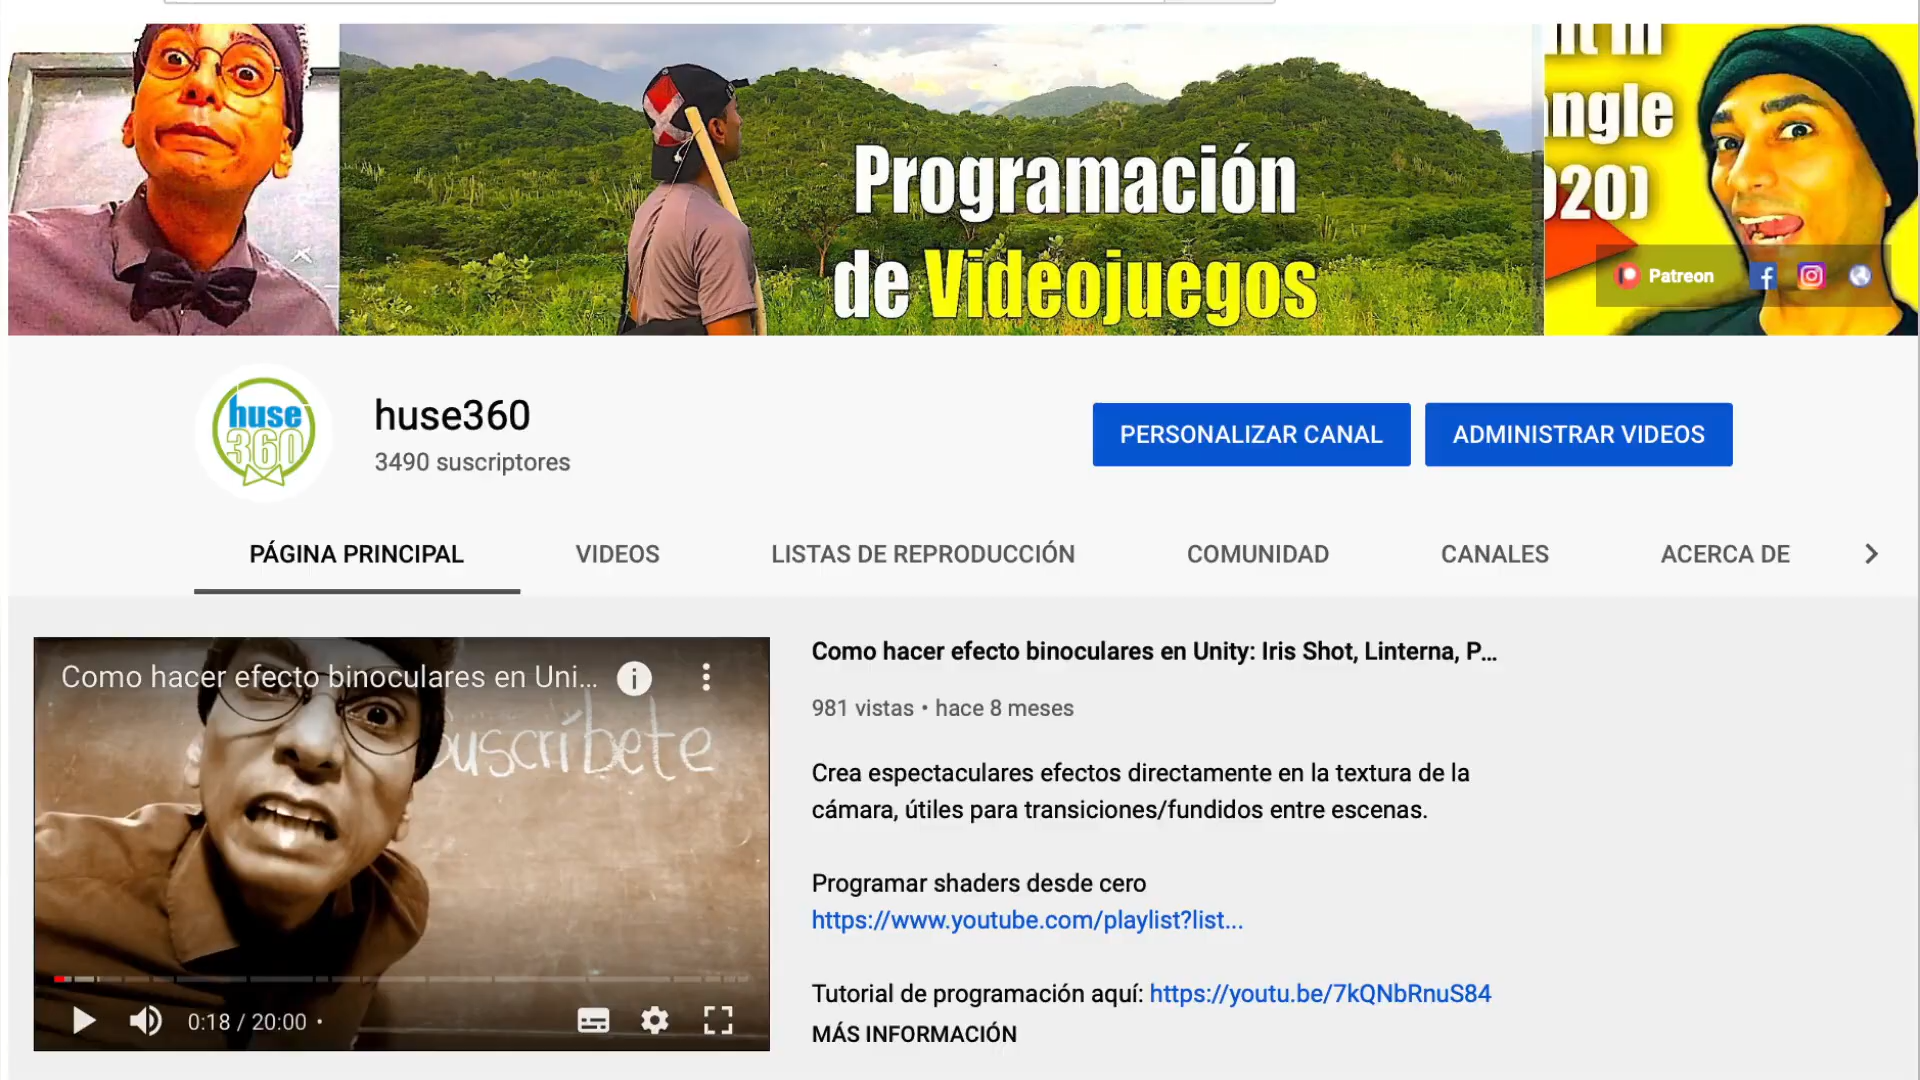 Programación
de Videojuegos
ngle
020)
Patreon
huse
360
huse360
3490 suscriptores
PERSONALIZAR CANAL
ADMINISTRAR VIDEOS
PÁGINA PRINCIPAL
VIDEOS
LISTAS DE REPRODUCCIÓN
COMUNIDAD
CANALES
ACERCA DE
Como hacer efecto binoculares en Uni...
Suscríbete
0:18 / 20:00 •
Como hacer efecto binoculares en Unity: Iris Shot, Linterna, P...
981 vistas • hace 8 meses
Crea espectaculares efectos directamente en la textura de la
cámara, útiles para transiciones/fundidos entre escenas.
Programar shaders desde cero
https://www.youtube.com/playlist?list...
Tutorial de programación aquí: https://youtu.be/7kQNbRnuS84
MÁS INFORMACIÓN